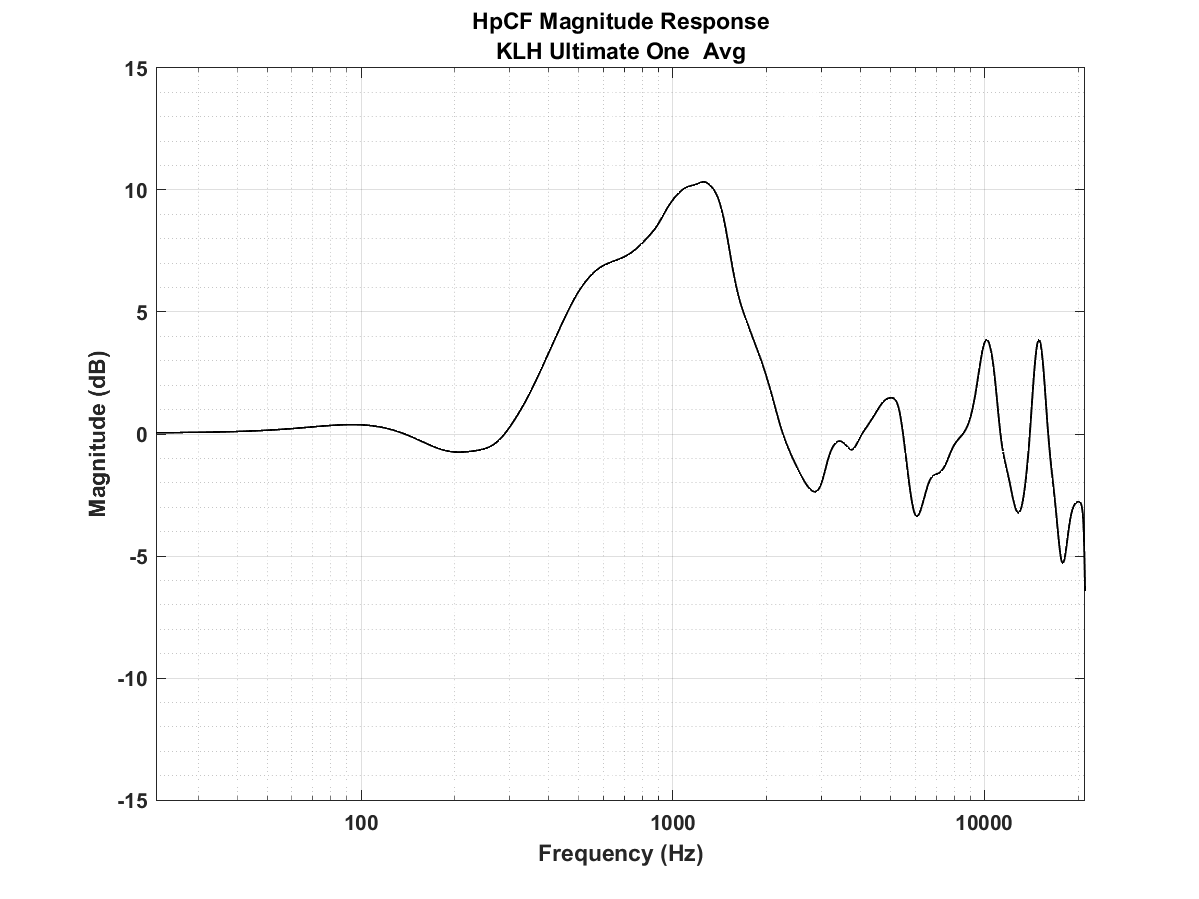 HpCF Magnitude Response
KLH Ultimate One  Avg
15
10
5
0
-5
-10
-15
Magnitude (dB)
100
1000
10000
Frequency (Hz)